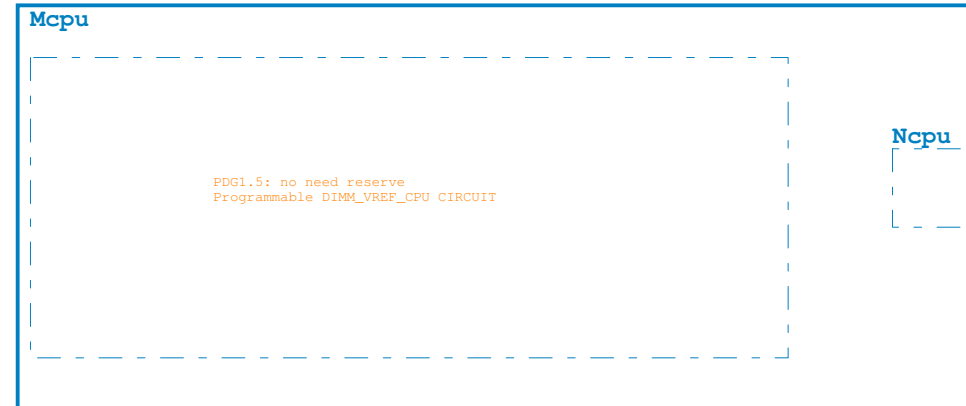 Mcpu
Ncpu
PDG1.5: no need reserve
Programmable DIMM_VREF_CPU CIRCUIT